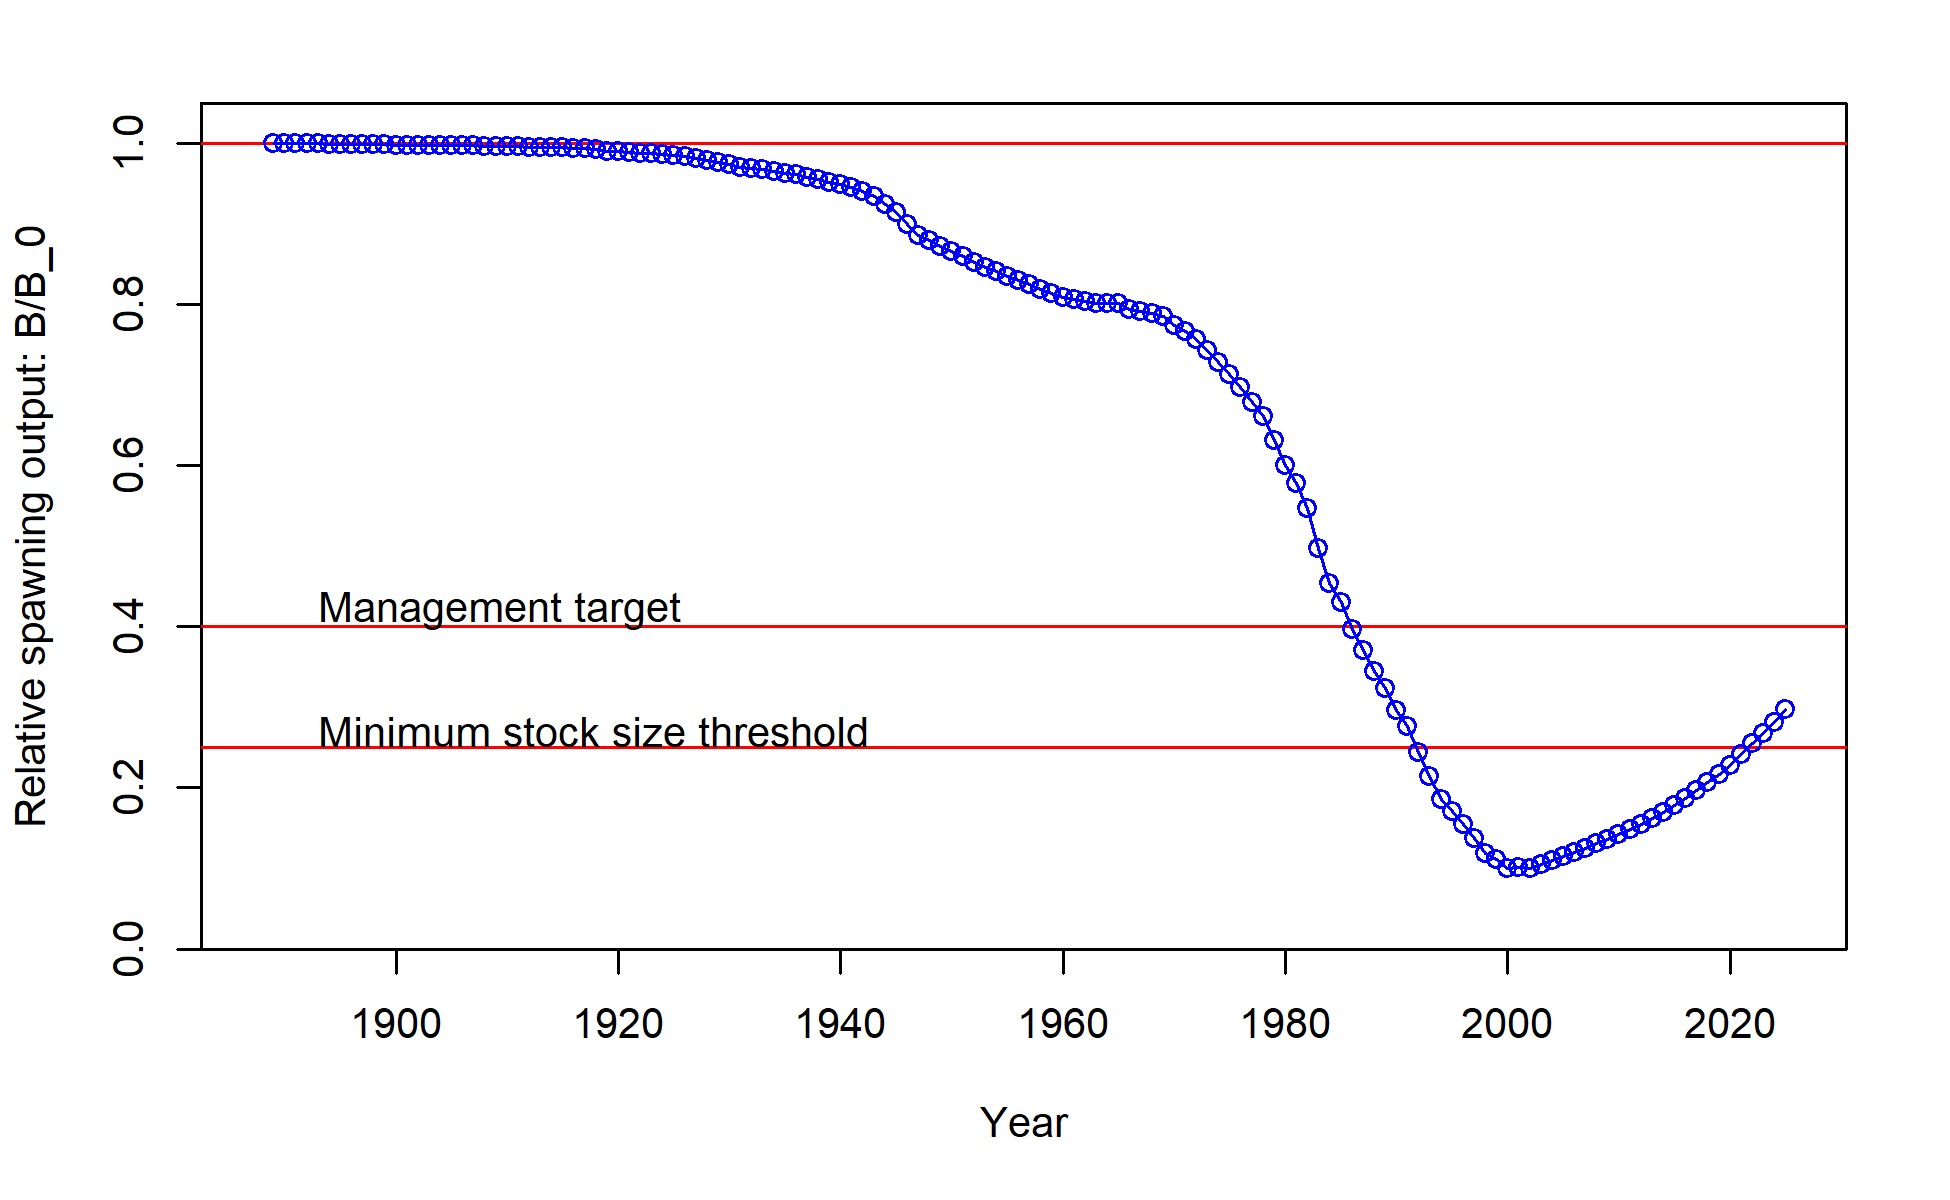 Relative spawning output: B/B_0
1.0
0.8
0.6
0.4
0.2
0.0
Management target
Minimum stock size threshold
1900 1920 1940 1960 1980 2000 2020
Year